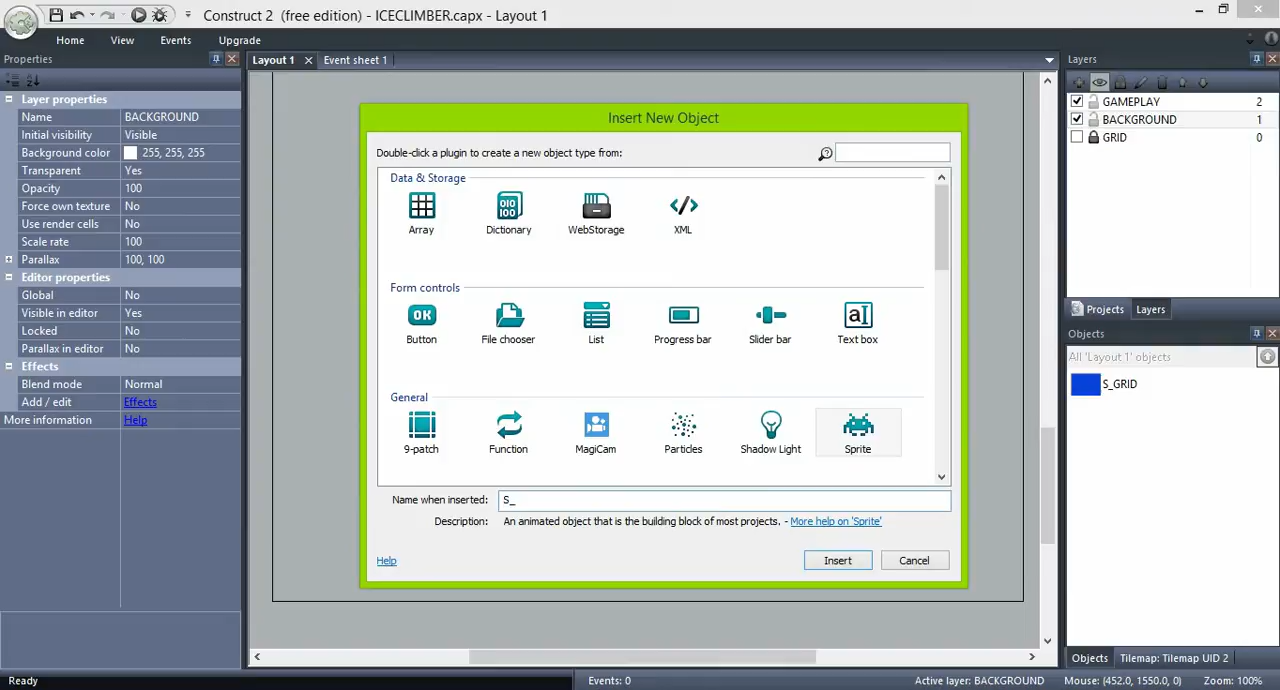 Construct 2 (free edition) - ICECLIMBER.capx - Layout 1
Home View Events Upgrade
Properties
Layout 1 Event sheet 1
Layers
Layer properties
Name BACKGROUND
Initial visibility Visible
Background color 255, 255, 255
Transparent Yes
Opacity 100
Force own texture No
Use render cells No
Scale rate 100
Parallax 100, 100
Editor properties
Global No
Visible in editor Yes
Locked No
Parallax in editor No
Effects
Blend mode Normal
Add / edit Effects
More information Help
Insert New Object
Double-click a plugin to create a new object type from:
Data & Storage
Array Dictionary WebStorage XML
Form controls
OK
Button File chooser List Progress bar Slider bar Text box
General
9-patch Function MagiCam Particles Shadow Light Sprite
Name when inserted: S_
Description: An animated object that is the building block of most projects. - More help on 'Sprite'
Help Insert Cancel
GAMEPLAY 2
BACKGROUND 1
GRID 0
Projects Layers
Objects
All 'Layout 1' objects
S_GRID
Objects Tilemap: Tilemap UID 2
Ready Events: 0 Active layer: BACKGROUND Mouse: (452.0, 1550.0, 0) Zoom: 100%